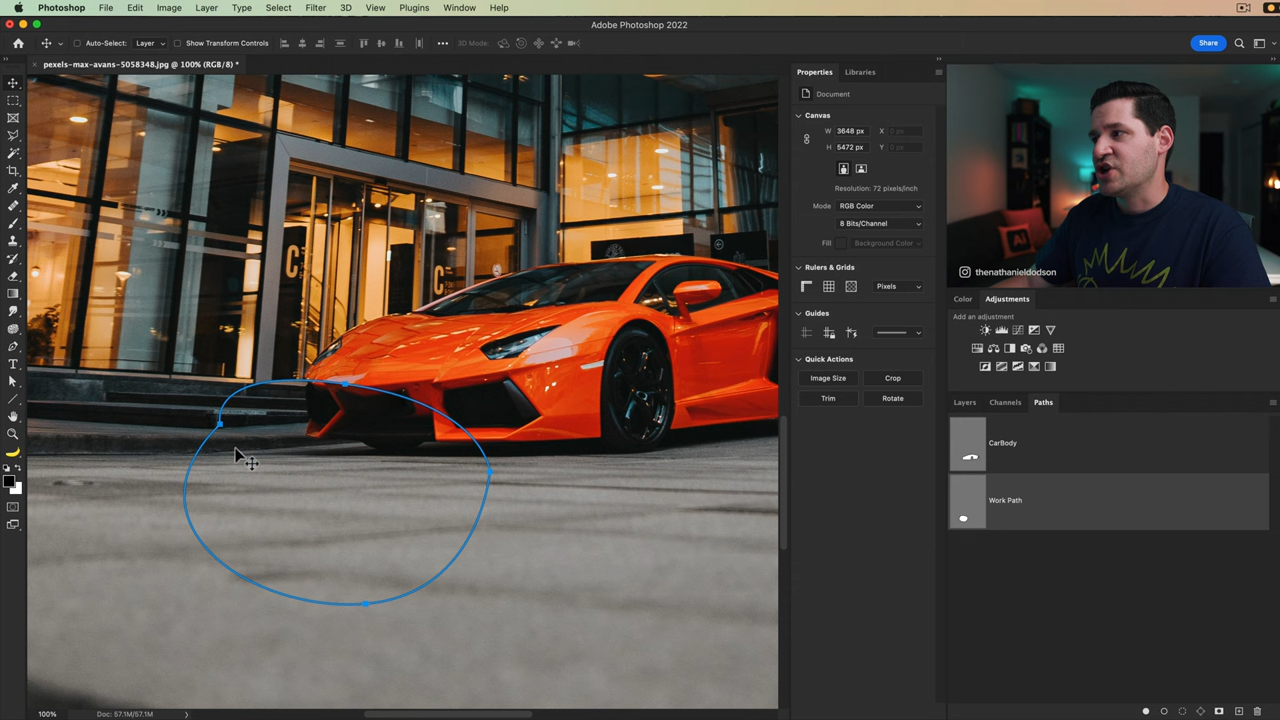 Photoshop File Edit Image Layer Type Select Filter 3D View Plugins Window Help
Adobe Photoshop 2022
Auto-Select: Layer Show Transform Controls 3D Mode: Share
pexels-max-avans-5058348.jpg @ 100% (RGB/8) *
Properties Libraries
Document
Canvas
W 3648 px X 0 px
H 5472 px Y 0 px
Resolution: 72 pixels/inch
Mode RGB Color
8 Bits/Channel
Fill Background Color
Rulers & Grids
Pixels
Guides
Quick Actions
Image Size Crop
Trim Rotate
Ai
thenathanieldodson
Color Adjustments
Add an adjustment
Layers Channels Paths
CarBody
Work Path
100% Doc: 57.1M/57.1M